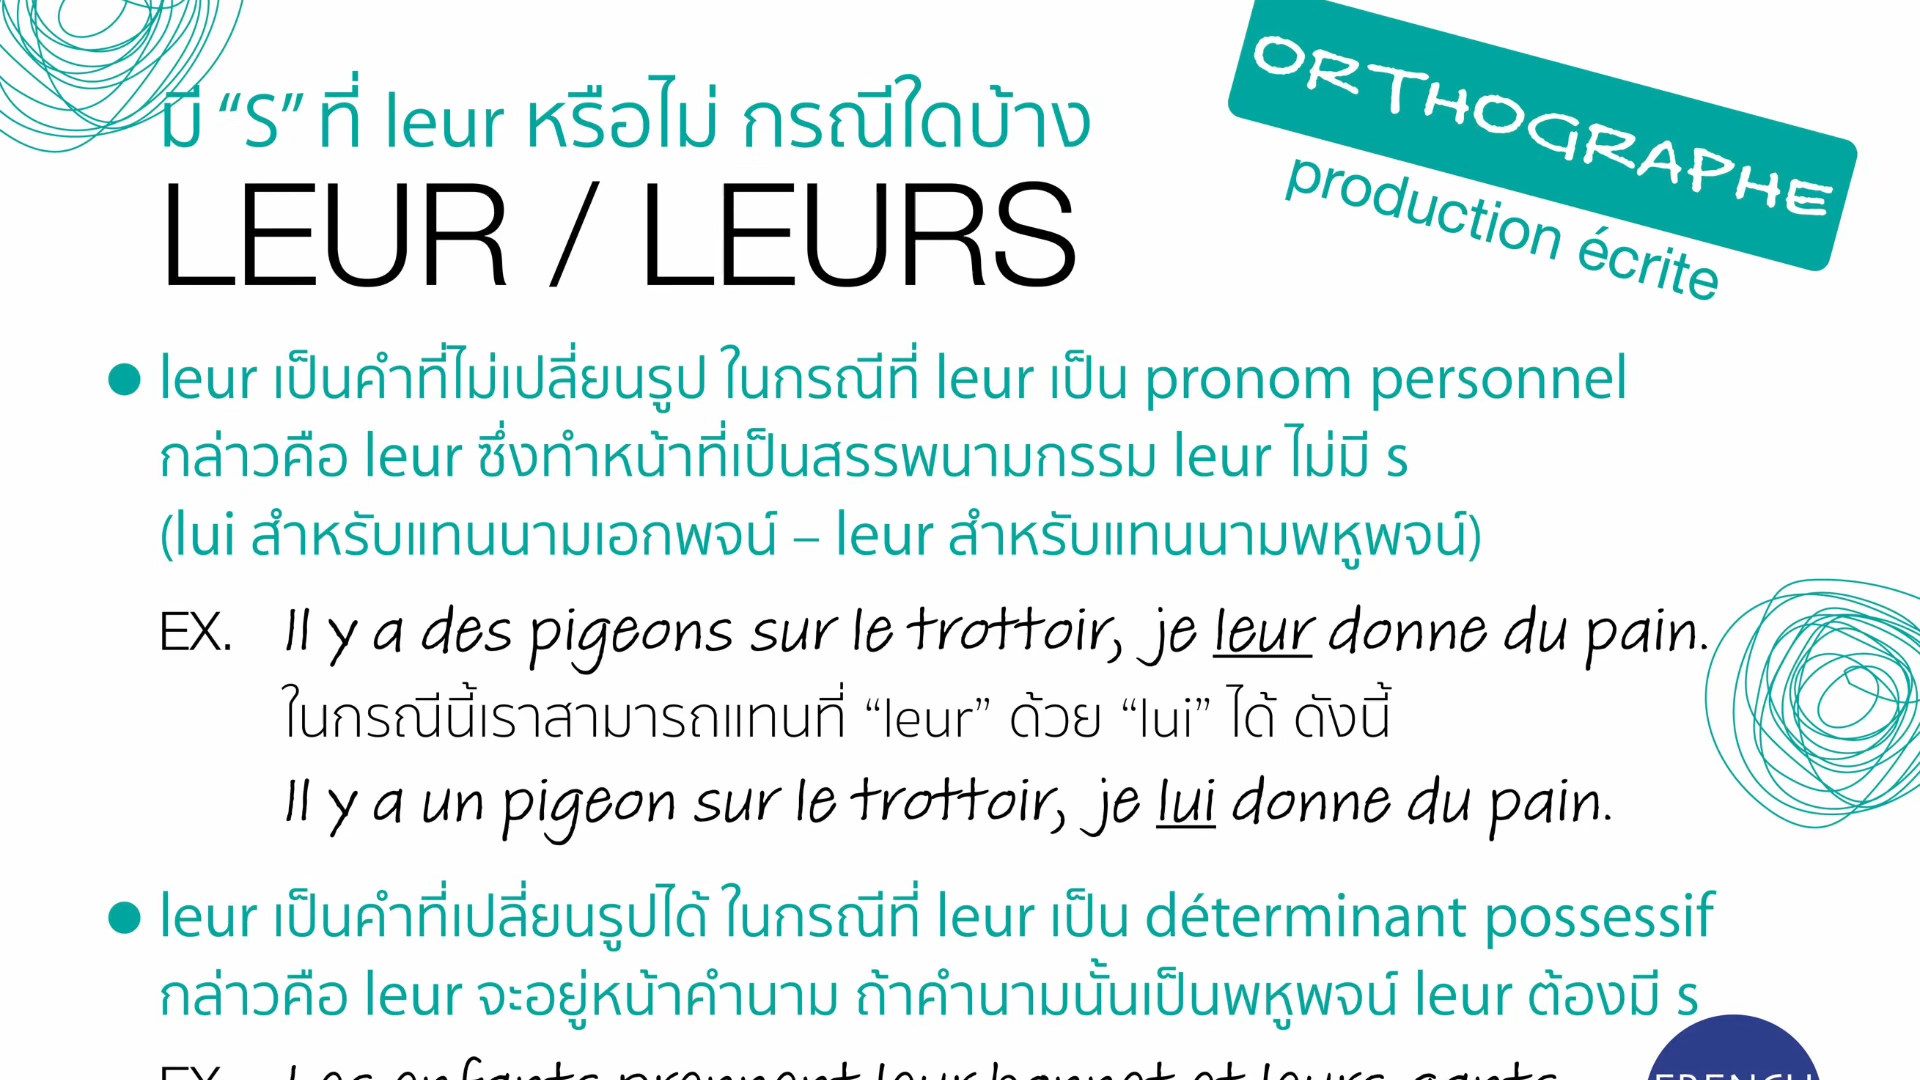 มี “S” ที่ leur หรือไม่ กรณีใดบ้าง
LEUR / LEURS
ORTHOGRAPHE
production écrite
leur เป็นคำที่ไม่เปลี่ยนรูป ในกรณีที่ leur เป็น pronom personnel
กล่าวคือ leur ซึ่งทำหน้าที่เป็นสรรพนามกรรม leur ไม่มี s
(lui สำหรับแทนนามเอกพจน์ – leur สำหรับแทนนามพหูพจน์)
EX. Il y a des pigeons sur le trottoir, je leur donne du pain.
ในกรณีนี้เราสามารถแทนที่ “leur” ด้วย “lui” ได้ ดังนี้
Il y a un pigeon sur le trottoir, je lui donne du pain.
leur เป็นคำที่เปลี่ยนรูปได้ ในกรณีที่ leur เป็น déterminant possessif
กล่าวคือ leur จะอยู่หน้าคำนาม ถ้าคำนามนั้นเป็นพหูพจน์ leur ต้องมี s
EX. Les enfants prennent leur bonnet et leurs gants.
FRENCH